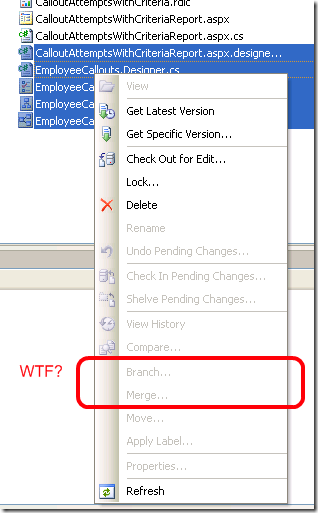 CalloutAttemptsWithCriteria.rdlc
CalloutAttemptsWithCriteriaReport.aspx
CalloutAttemptsWithCriteriaReport.aspx.cs
CalloutAttemptsWithCriteriaReport.aspx.designe...
EmployeeCallouts.Designer.cs
EmployeeCa
EmployeeCa
EmployeeCa
View
Get Latest Version
Get Specific Version...
Check Out for Edit...
Lock...
Delete
Rename
Undo Pending Changes...
Check In Pending Changes...
Shelve Pending Changes...
View History
Compare...
Branch...
WTF?
Merge...
Move...
Apply Label...
Properties...
Refresh